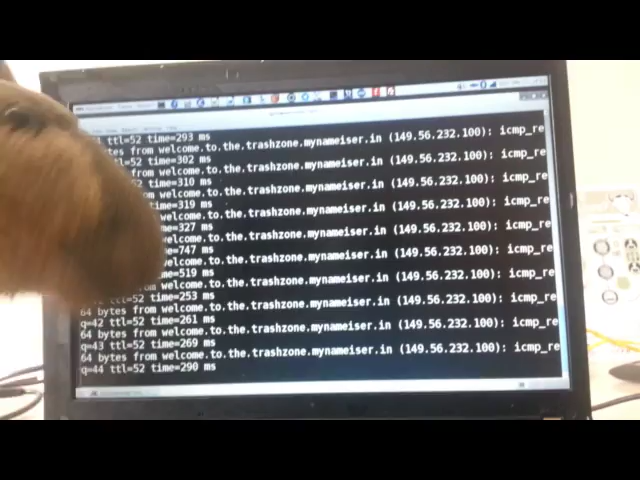 ttl=52 time=293 ms
bytes from welcome.to.the.trashzone.mynameiser.in (149.56.232.100): icmp_re
ttl=52 time=302 ms
from welcome.to.the.trashzone.mynameiser.in (149.56.232.100): icmp_re
time=310 ms
welcome.to.the.trashzone.mynameiser.in (149.56.232.100): icmp_re
=319 ms
welcome.to.the.trashzone.mynameiser.in (149.56.232.100): icmp_re
=327 ms
elcome.to.the.trashzone.mynameiser.in (149.56.232.100): icmp_re
=747 ms
welcome.to.the.trashzone.mynameiser.in (149.56.232.100): icmp_re
=519 ms
welcome.to.the.trashzone.mynameiser.in (149.56.232.100): icmp_re
ttl=52 time=253 ms
64 bytes from welcome.to.the.trashzone.mynameiser.in (149.56.232.100): icmp_re
q=42 ttl=52 time=261 ms
64 bytes from welcome.to.the.trashzone.mynameiser.in (149.56.232.100): icmp_re
q=43 ttl=52 time=269 ms
64 bytes from welcome.to.the.trashzone.mynameiser.in (149.56.232.100): icmp_re
q=44 ttl=52 time=290 ms